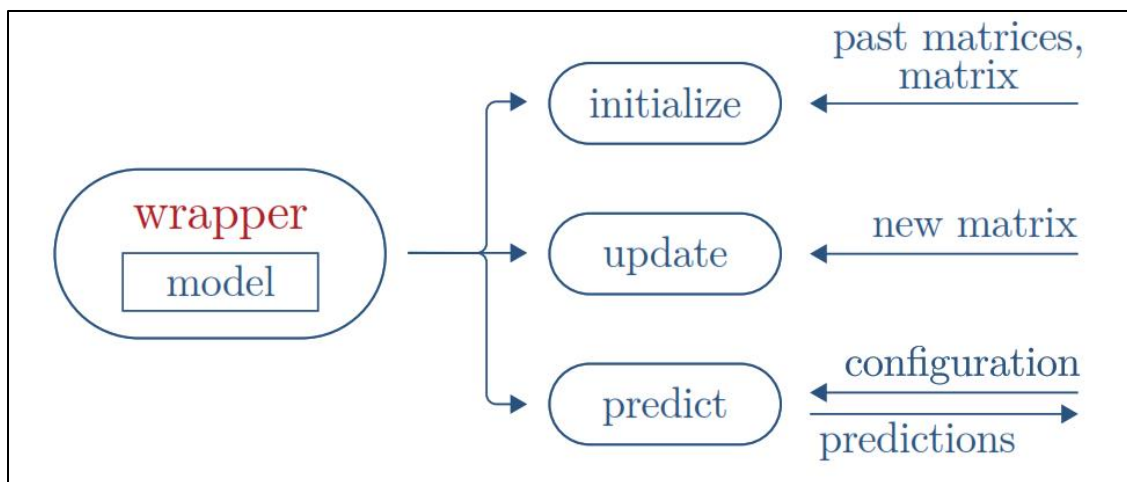 past matrices,
matrix
initialize
wrapper
model
new matrix
update
configuration
predict
predictions